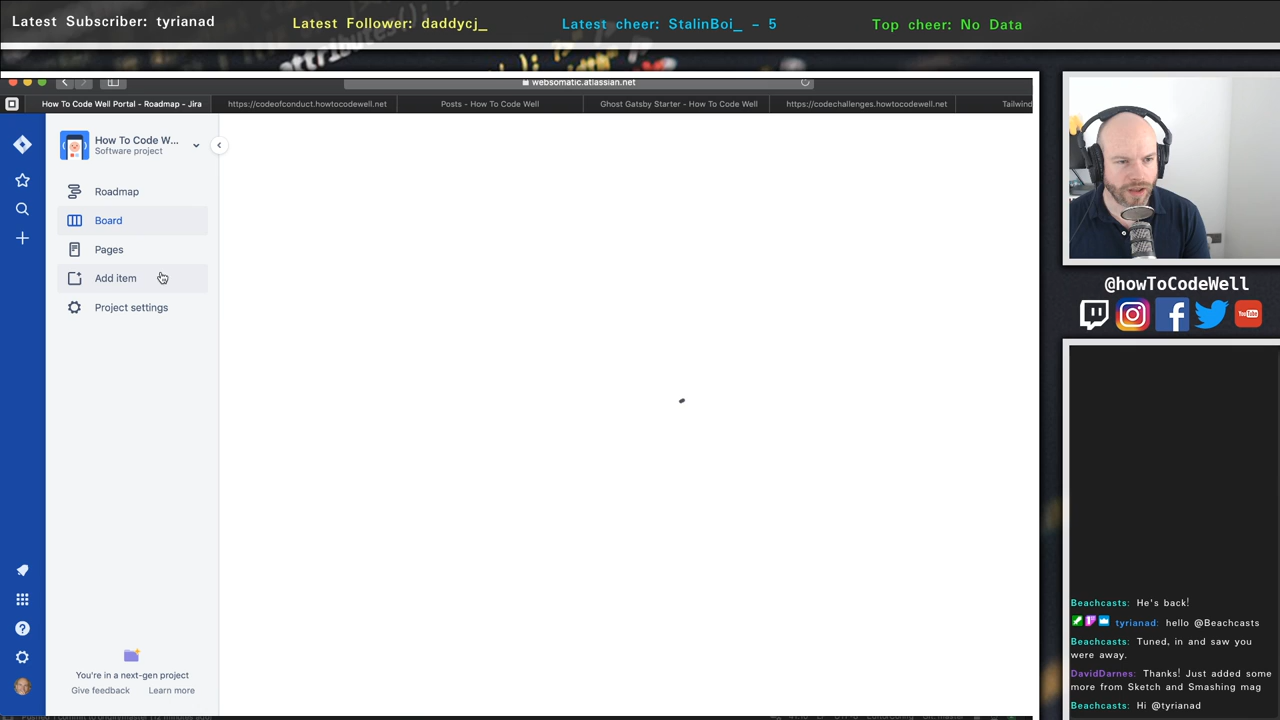 Latest Subscriber: tyrianad
Latest Follower: daddycj_
Latest cheer: StalinBoi_ - 5
Top cheer: No Data
websomatic.atlassian.net
How To Code Well Portal - Roadmap - Jira
https://codeofconduct.howtocodewell.net
Posts - How To Code Well
Ghost Gatsby Starter - How To Code Well
https://codechallenges.howtocodewell.net
Tailwind
How To Code W...
Software project
Roadmap
Board
Pages
Add item
Project settings
You're in a next-gen project
Give feedback
Learn more
@howToCodeWell
You Tube
Beachcasts: He's back!
tyrianad: hello @Beachcasts
Beachcasts: Tuned, in and saw you
were away.
DavidDarnes: Thanks! Just added some
more from Sketch and Smashing mag
Beachcasts: Hi @tyrianad